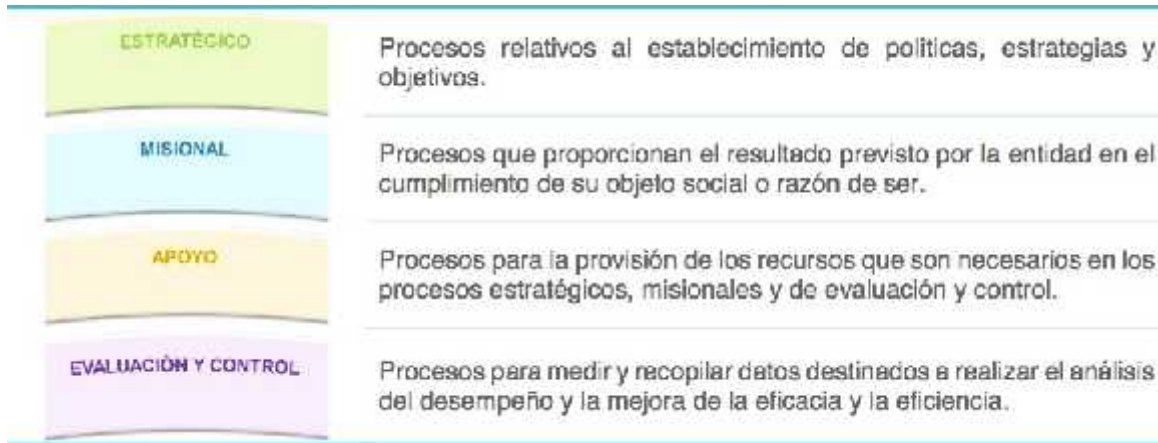 ESTRATÉGICO
Procesos relativos al establecimiento de politicas, estrategias y
objetivos.
MISIONAL
Procesos que proporcionan el resultado previsto por la entidad en el
cumplimiento de su objeto social o razón de ser.
APOYO
Procesos para la provisión de los recursos que son necesarios en los
procesos estratégicos, misionales y de evaluación y control.
EVALUACIÓN Y CONTROL
Procesos para medir y recopilar datos destinados a realizar el análisis
del desempeño y la mejora de la eficacia y la eficiencia.